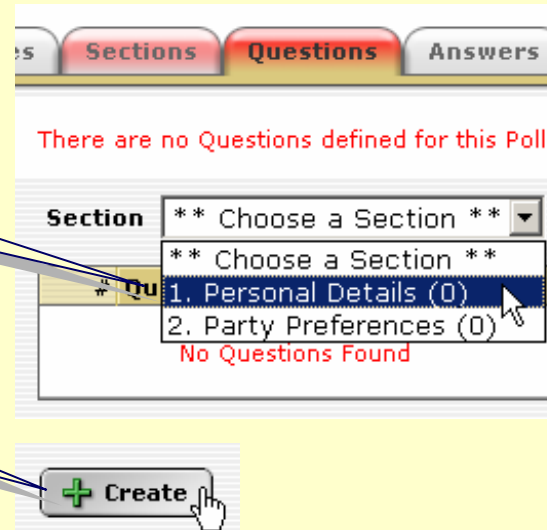 es Sections Questions Answers
There are no Questions defined for this Poll
Section ** Choose a Section **
** Choose a Section **
# Qu 1. Personal Details (0)
2. Party Preferences (0)
No Questions Found
Create